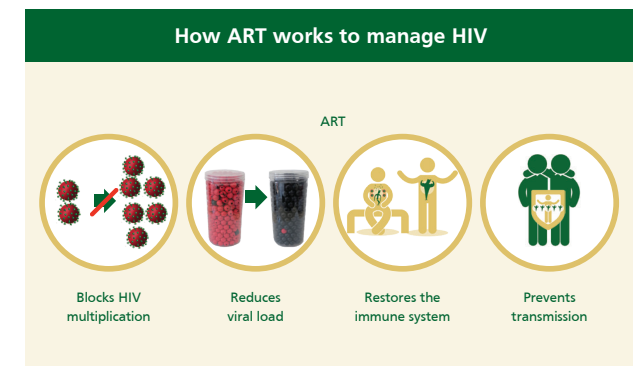 How ART works to manage HIV
ART
Blocks HIV
multiplication
Reduces
viral load
Restores the
immune system
Prevents
transmission